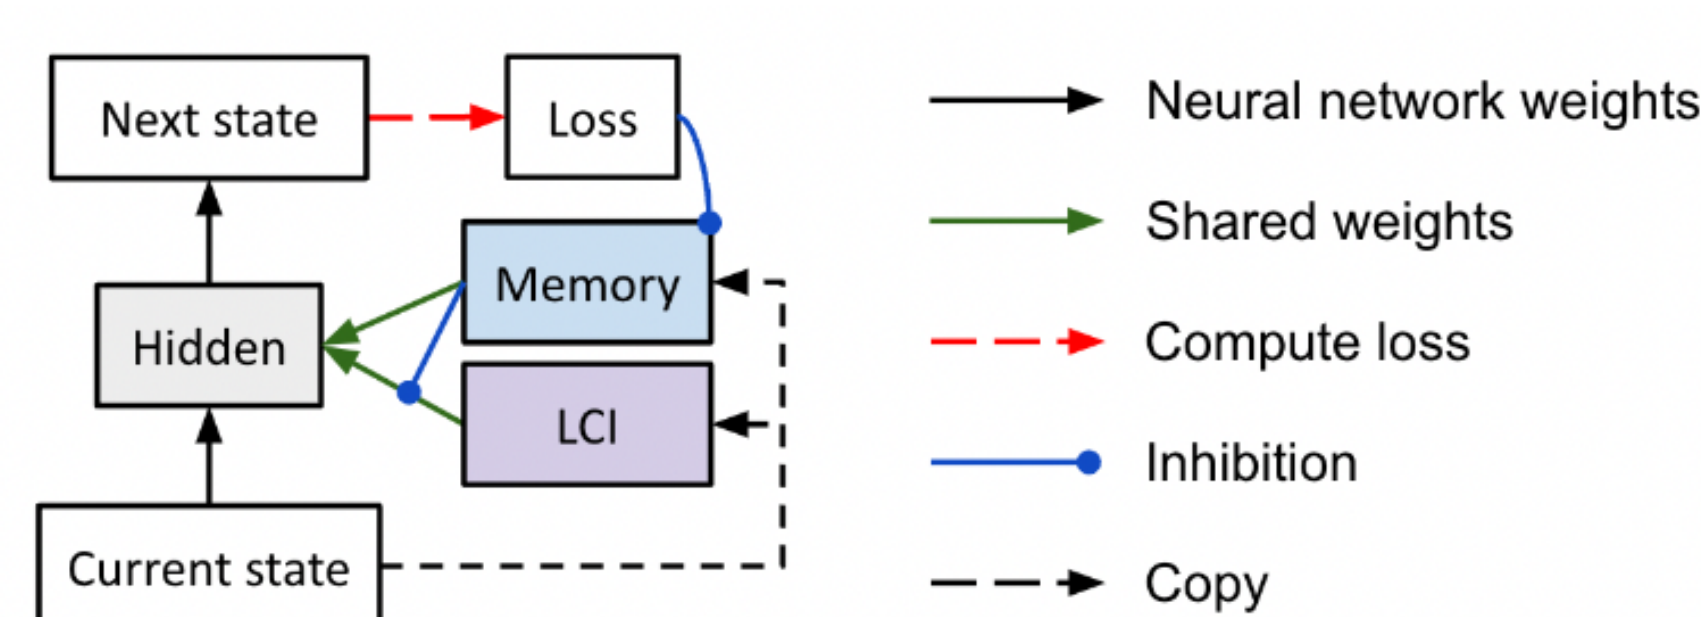 Next state
Loss
Memory
Hidden
LCI
Current state
Neural network weights
Shared weights
Compute loss
Inhibition
Copy